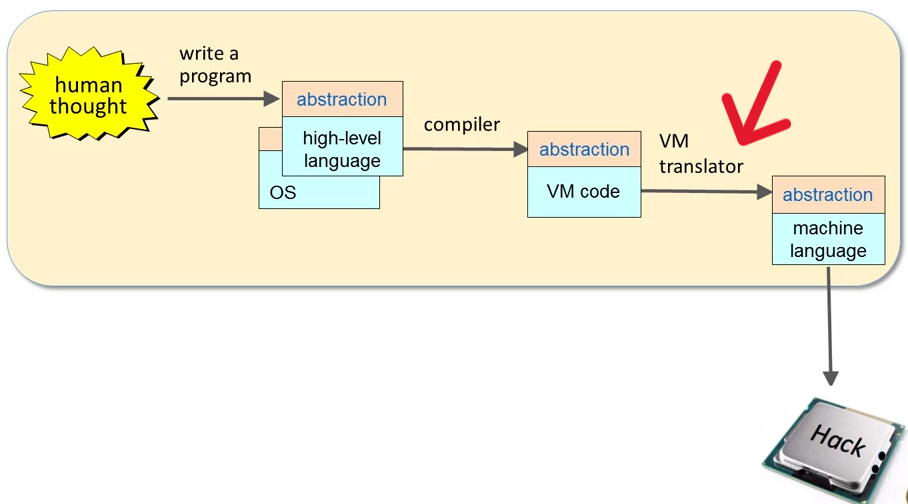 human
thought
write a
program
abstraction
high-level
language
OS
compiler
abstraction
VM code
VM
translator
abstraction
machine
language
Hack